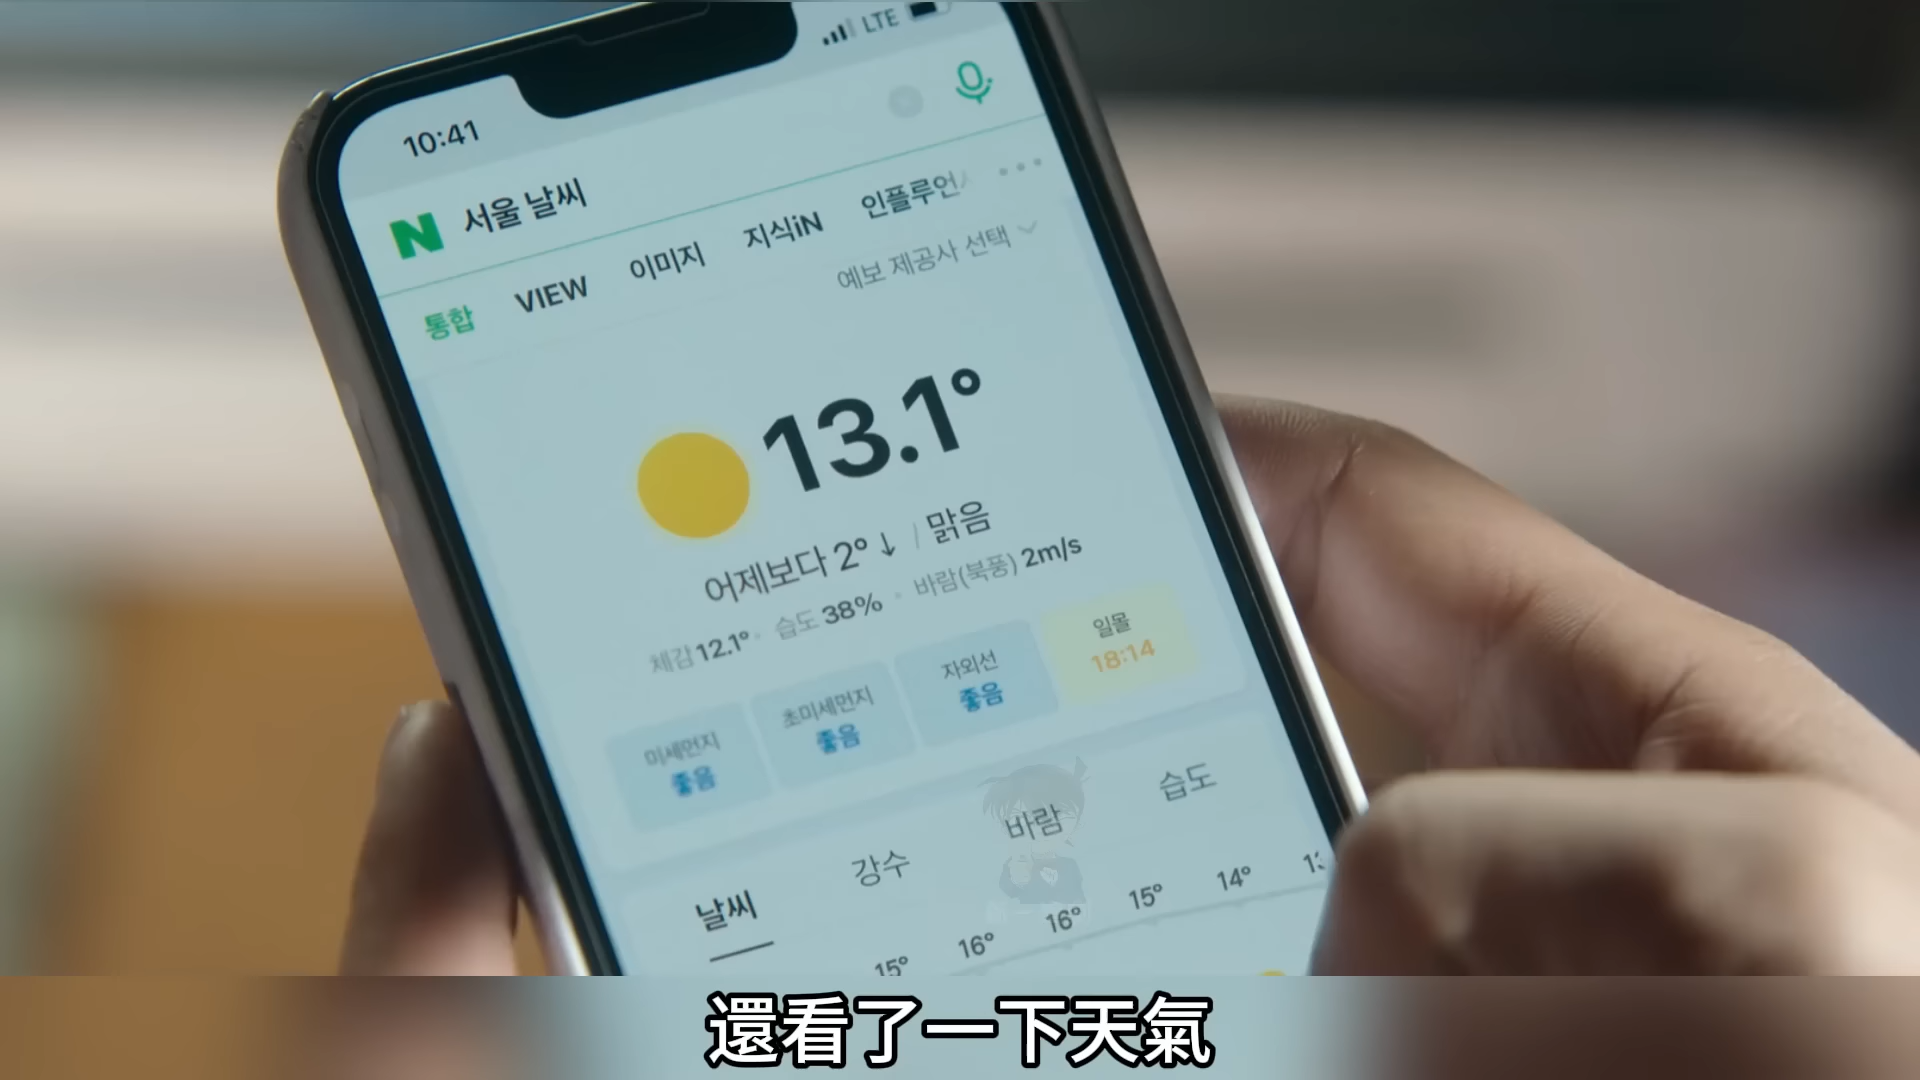 LTE
10:41
N 서울 날씨
통합 VIEW 이미지 지식iN 인플루언
예보 제공사 선택
13.1°
어제보다 2° ↓ / 맑음
체감 12.1° 습도 38% 바람(북풍) 2m/s
미세먼지 좋음
초미세먼지 좋음
자외선 좋음
일몰 18:14
날씨 강수 바람 습도
15° 16° 16° 15° 14°
還看了一下天氣